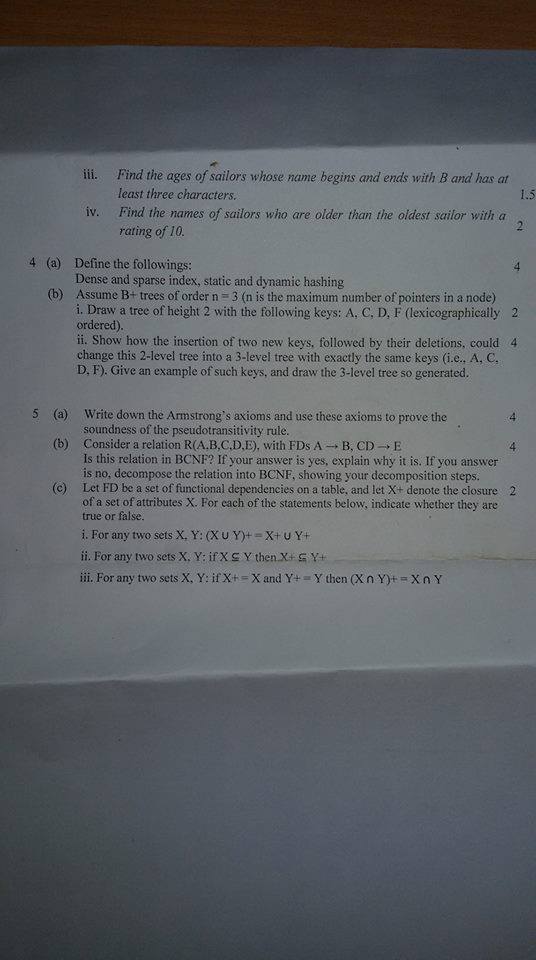 iii. Find the ages of sailors whose name begins and ends with B and has at
least three characters. 1.5
iv. Find the names of sailors who are older than the oldest sailor with a
rating of 10. 2
4 (a) Define the followings: 4
Dense and sparse index, static and dynamic hashing
(b) Assume B+ trees of order n = 3 (n is the maximum number of pointers in a node)
i. Draw a tree of height 2 with the following keys: A, C, D, F (lexicographically 2
ordered).
ii. Show how the insertion of two new keys, followed by their deletions, could 4
change this 2-level tree into a 3-level tree with exactly the same keys (i.e., A, C,
D, F). Give an example of such keys, and draw the 3-level tree so generated.
5 (a) Write down the Armstrong's axioms and use these axioms to prove the 4
soundness of the pseudotransitivity rule.
(b) Consider a relation R(A,B,C,D,E), with FDs A → B, CD → E 4
Is this relation in BCNF? If your answer is yes, explain why it is. If you answer
is no, decompose the relation into BCNF, showing your decomposition steps.
(c) Let FD be a set of functional dependencies on a table, and let X+ denote the closure 2
of a set of attributes X. For each of the statements below, indicate whether they are
true or false.
i. For any two sets X, Y: (X ∪ Y)+ = X+ ∪ Y+
ii. For any two sets X, Y: if X ⊆ Y then X+ ⊆ Y+
iii. For any two sets X, Y: if X+ = X and Y+ = Y then (X ∩ Y)+ = X ∩ Y